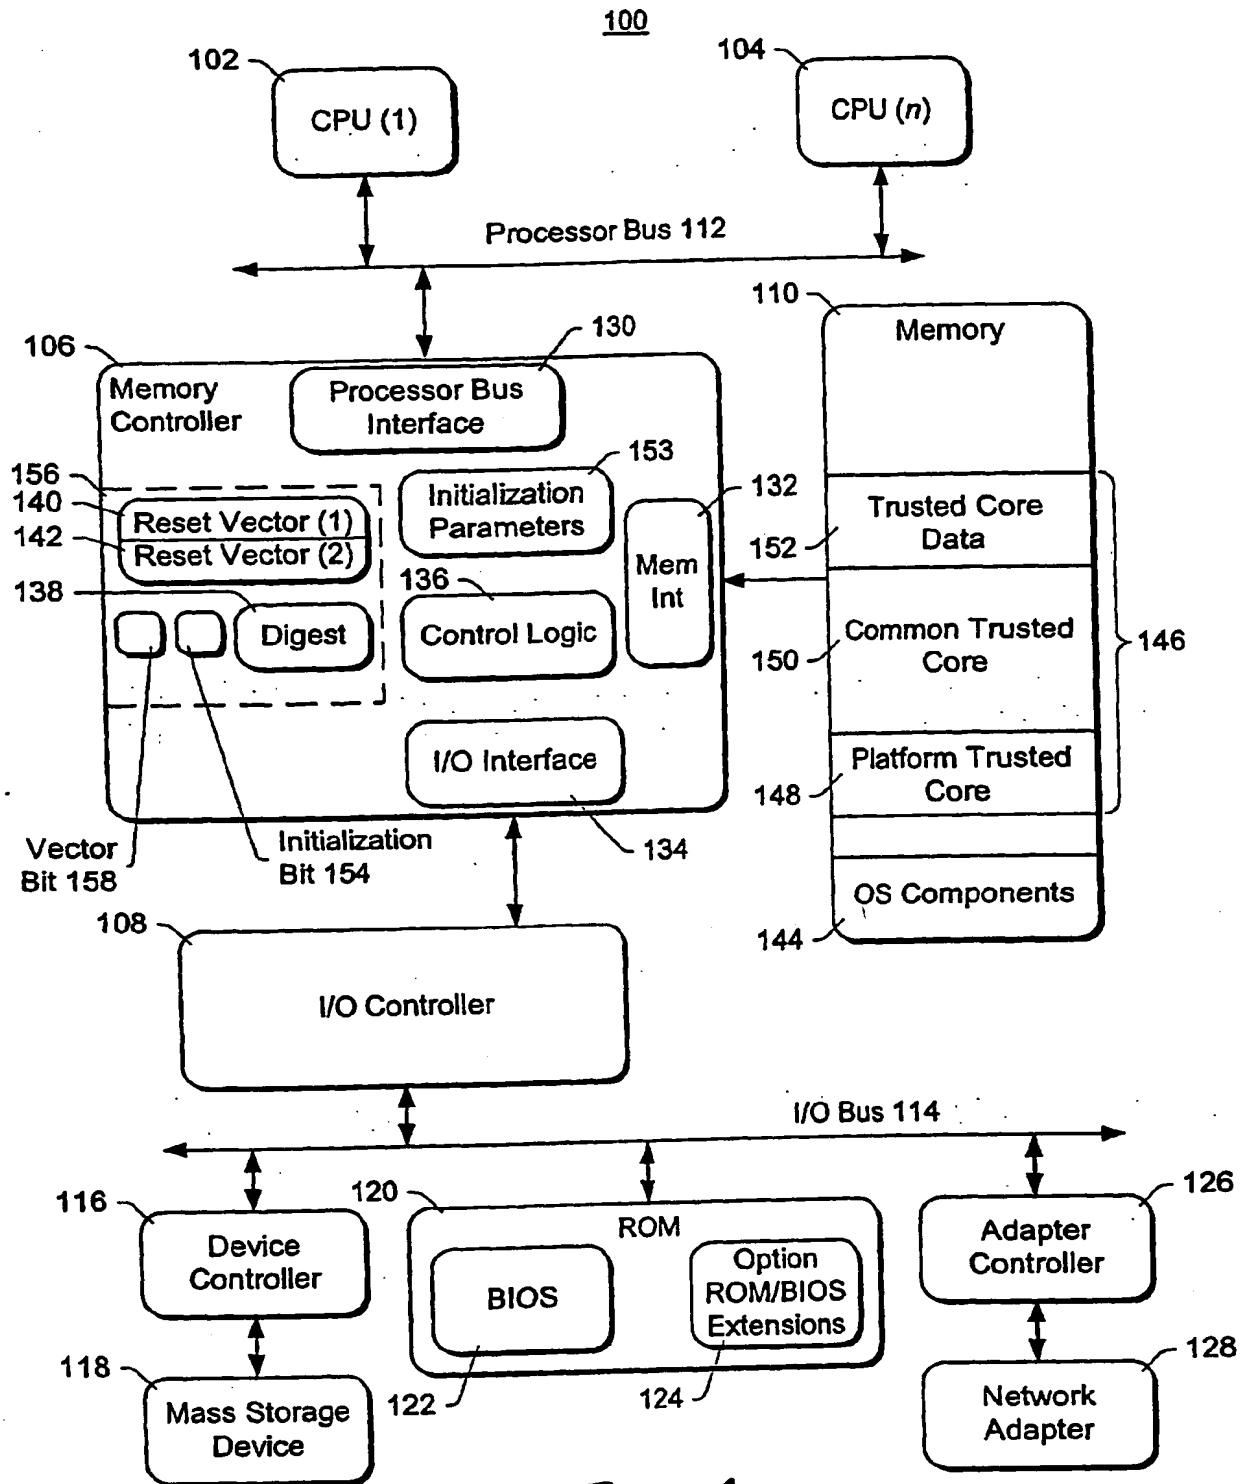 100
102
CPU (1)
104
CPU (n)
Processor Bus 112
110
Memory
106
Memory
Controller
130
Processor Bus
Interface
156
140
Reset Vector (1)
142
Reset Vector (2)
138
Digest
153
Initialization
Parameters
136
Control Logic
132
Mem
Int
Trusted Core
Data
152
Common Trusted
Core
150
146
Platform Trusted
Core
148
OS Components
144
I/O Interface
134
Vector
Bit 158
Initialization
Bit 154
108
I/O Controller
I/O Bus 114
116
Device
Controller
120
ROM
BIOS
122
Option
ROM/BIOS
Extensions
124
126
Adapter
Controller
118
Mass Storage
Device
128
Network
Adapter